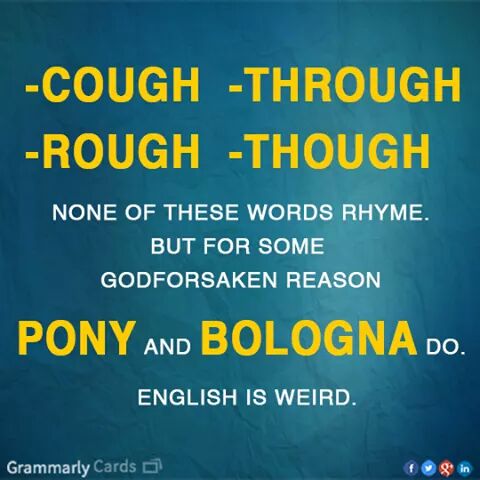 -COUGH -THROUGH
-ROUGH -THOUGH
NONE OF THESE WORDS RHYME.
BUT FOR SOME
GODFORSAKEN REASON
PONY AND BOLOGNA DO.
ENGLISH IS WEIRD.
Grammarly Cards